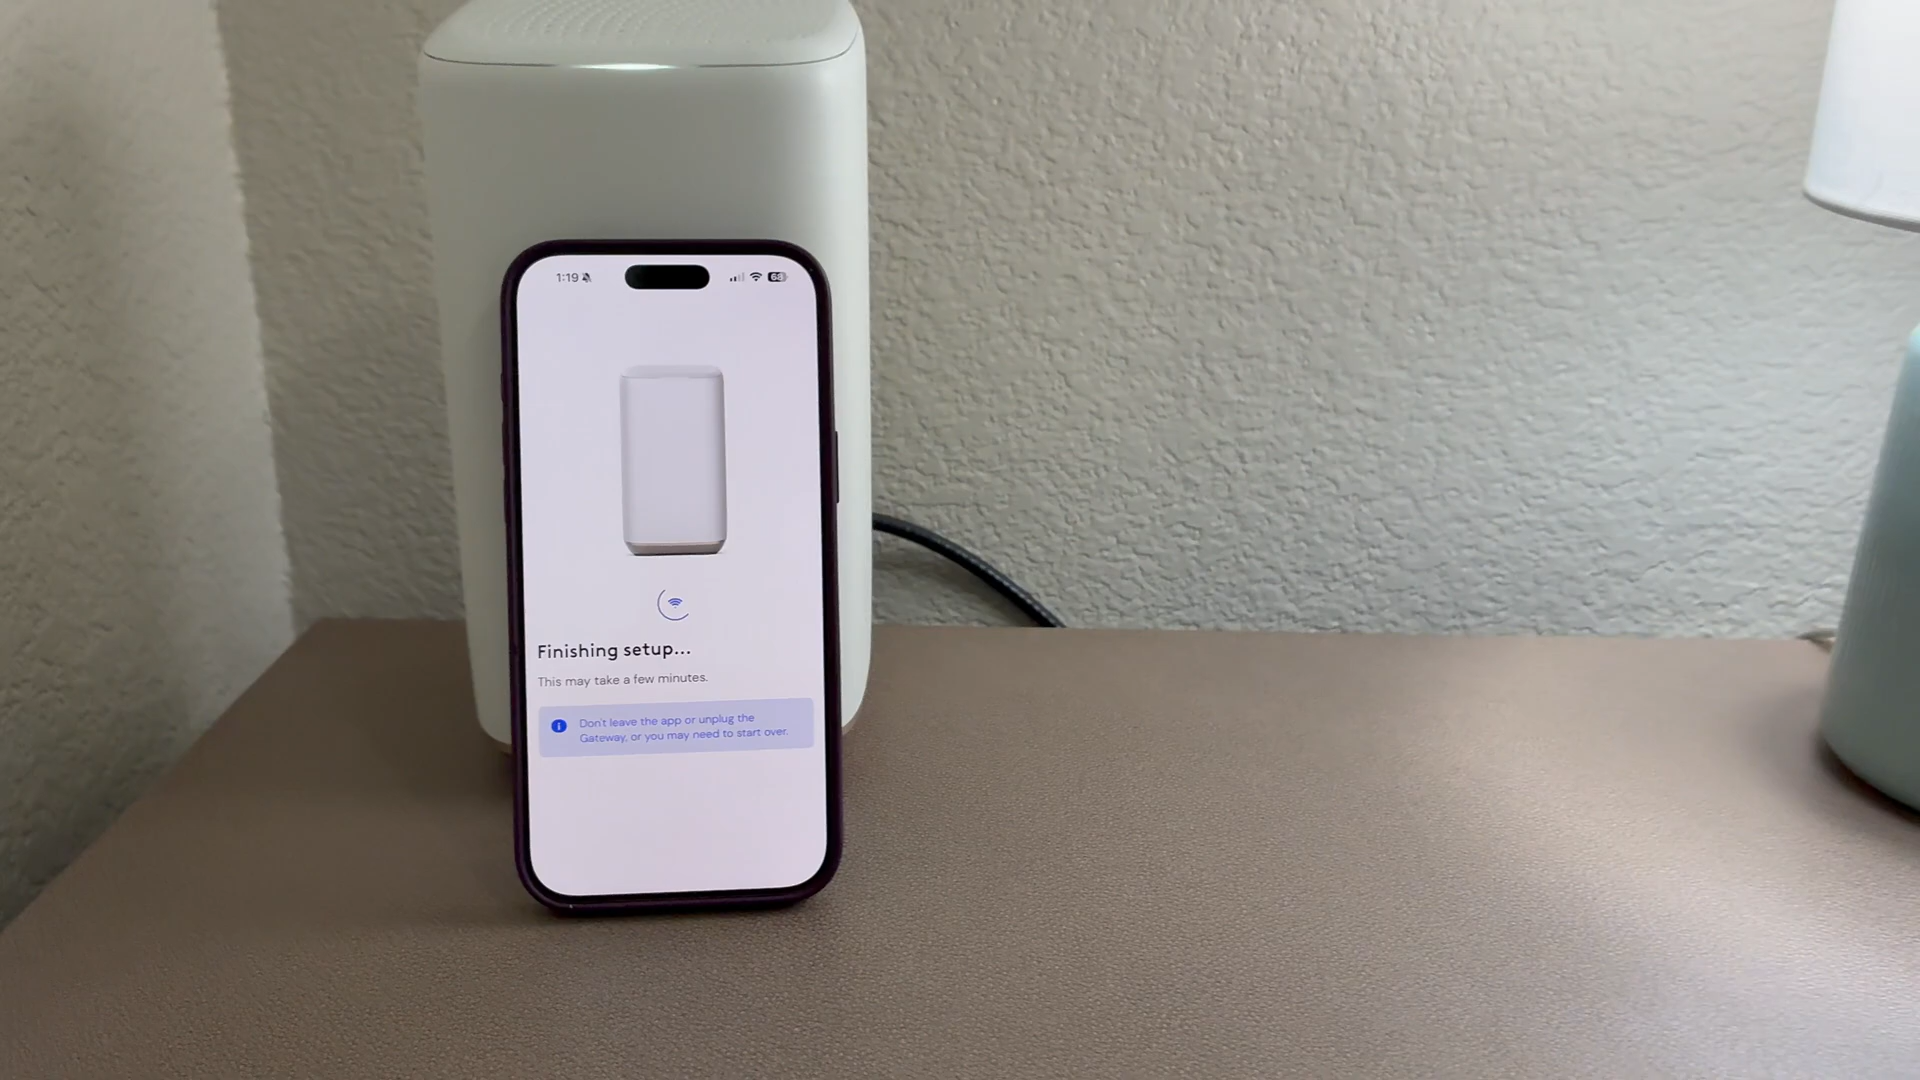 1:19
68
Finishing setup...
This may take a few minutes.
Don't leave the app or unplug the
Gateway, or you may need to start over.